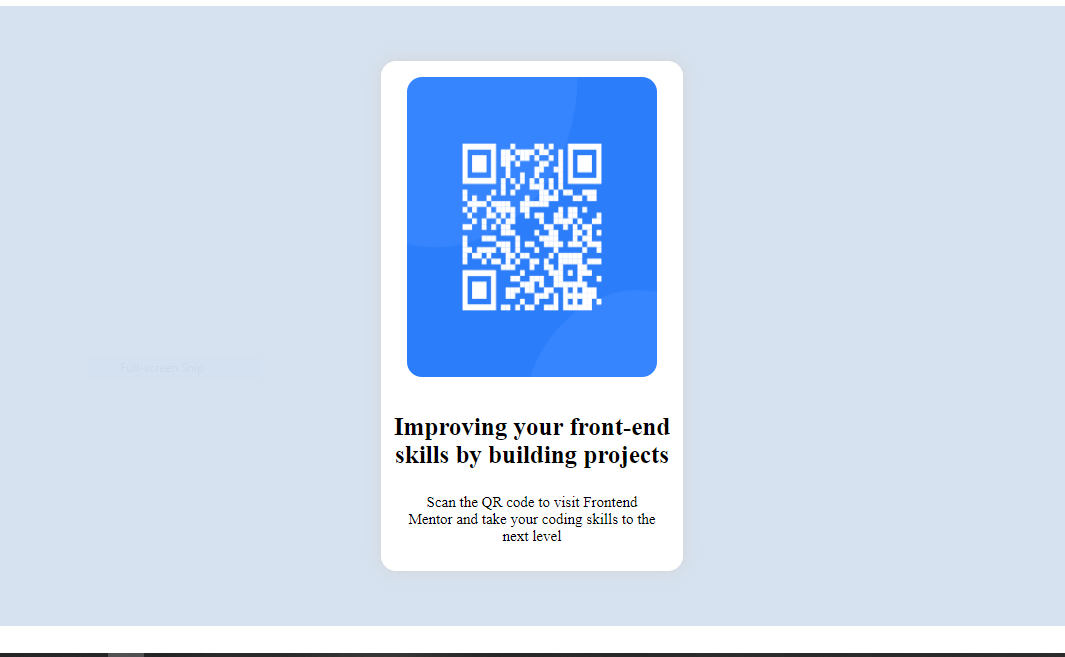 Full-screen Snip
Improving your front-end
skills by building projects
Scan the QR code to visit Frontend
Mentor and take your coding skills to the
next level